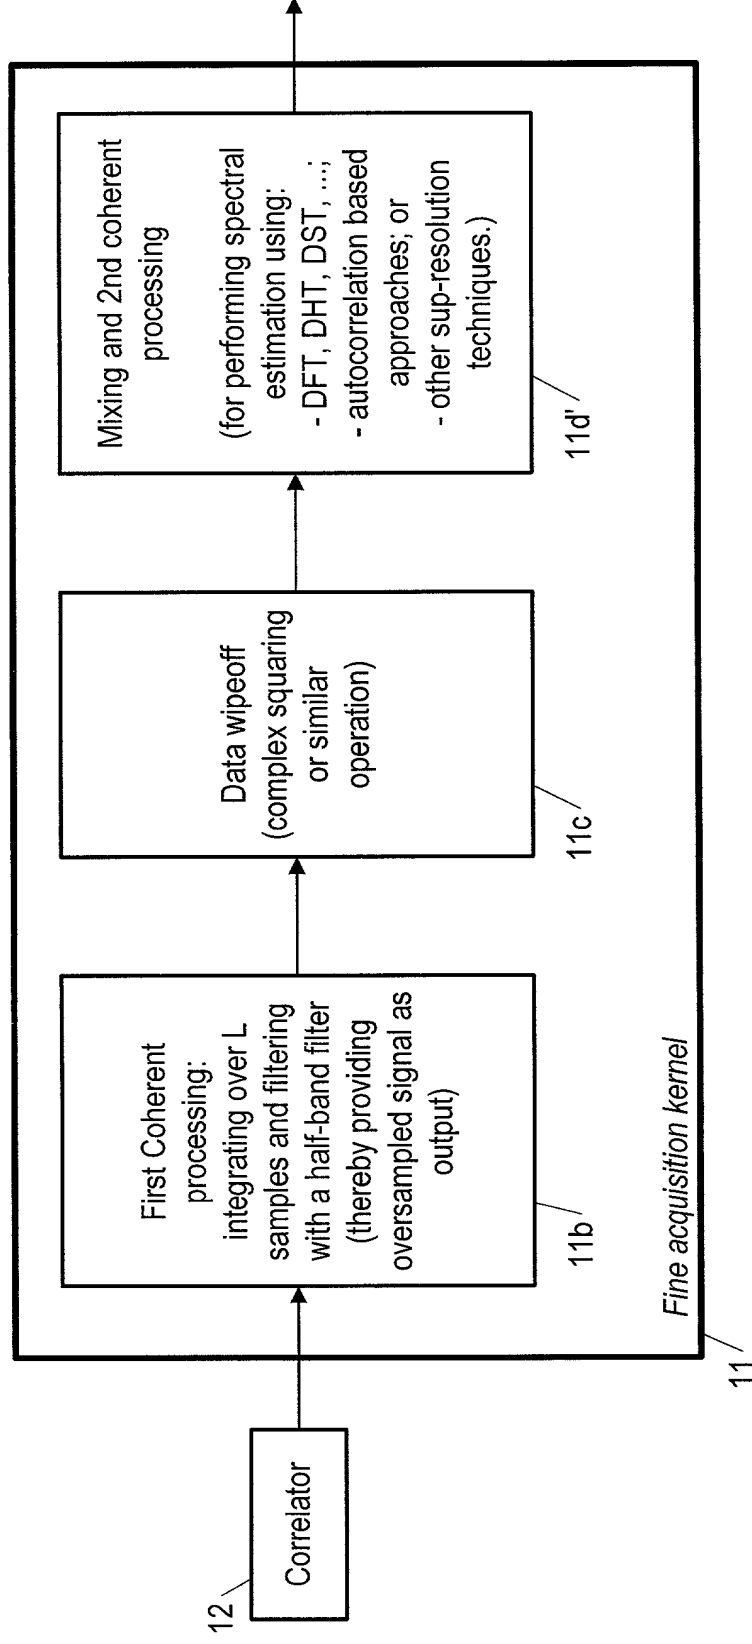 12
Correlator
First Coherent
processing:
integrating over L
samples and filtering
with a half-band filter
(thereby providing
oversampled signal as
output)
11b
Data wipeoff
(complex squaring
or similar
operation)
11c
Mixing and 2nd coherent
processing
(for performing spectral
estimation using:
- DFT, DHT, DST, ...;
- autocorrelation based
approaches; or
- other sup-resolution
techniques.)
11d'
Fine acquisition kernel
11